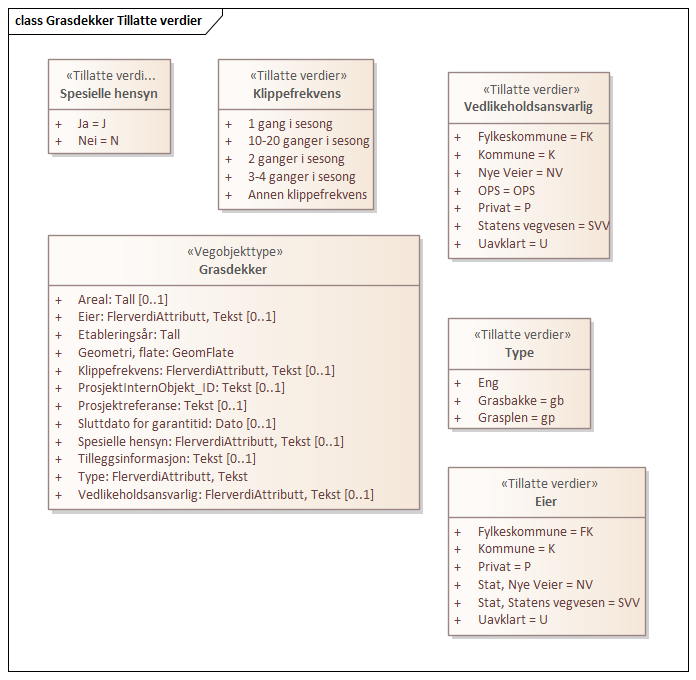 class Grasdekker Tillatte verdier
«Tillatte verdi...
Spesielle hensyn
+ Ja = J
+ Nei = N
«Tillatte verdier»
Klippefrekvens
+ 1 gang i sesong
+ 10-20 ganger i sesong
+ 2 ganger i sesong
+ 3-4 ganger i sesong
+ Annen klippefrekvens
«Tillatte verdier»
Vedlikeholdsansvarlig
+ Fylkeskommune = FK
+ Kommune = K
+ Nye Veier = NV
+ OPS = OPS
+ Privat = P
+ Statens vegvesen = SVV
+ Uavklart = U
«Vegobjekttype»
Grasdekker
+ Areal: Tall [0..1]
+ Eier: FlerverdiAttributt, Tekst [0..1]
+ Etableringsår: Tall
+ Geometri, flate: GeomFlate
+ Klippefrekvens: FlerverdiAttributt, Tekst [0..1]
+ ProsjektInternObjekt_ID: Tekst [0..1]
+ Prosjektreferanse: Tekst [0..1]
+ Sluttdato for garantitid: Dato [0..1]
+ Spesielle hensyn: FlerverdiAttributt, Tekst [0..1]
+ Tilleggsinformasjon: Tekst [0..1]
+ Type: FlerverdiAttributt, Tekst
+ Vedlikeholdsansvarlig: FlerverdiAttributt, Tekst [0..1]
«Tillatte verdier»
Type
+ Eng
+ Grasbakke = gb
+ Grasplen = gp
«Tillatte verdier»
Eier
+ Fylkeskommune = FK
+ Kommune = K
+ Privat = P
+ Stat, Nye Veier = NV
+ Stat, Statens vegvesen = SVV
+ Uavklart = U